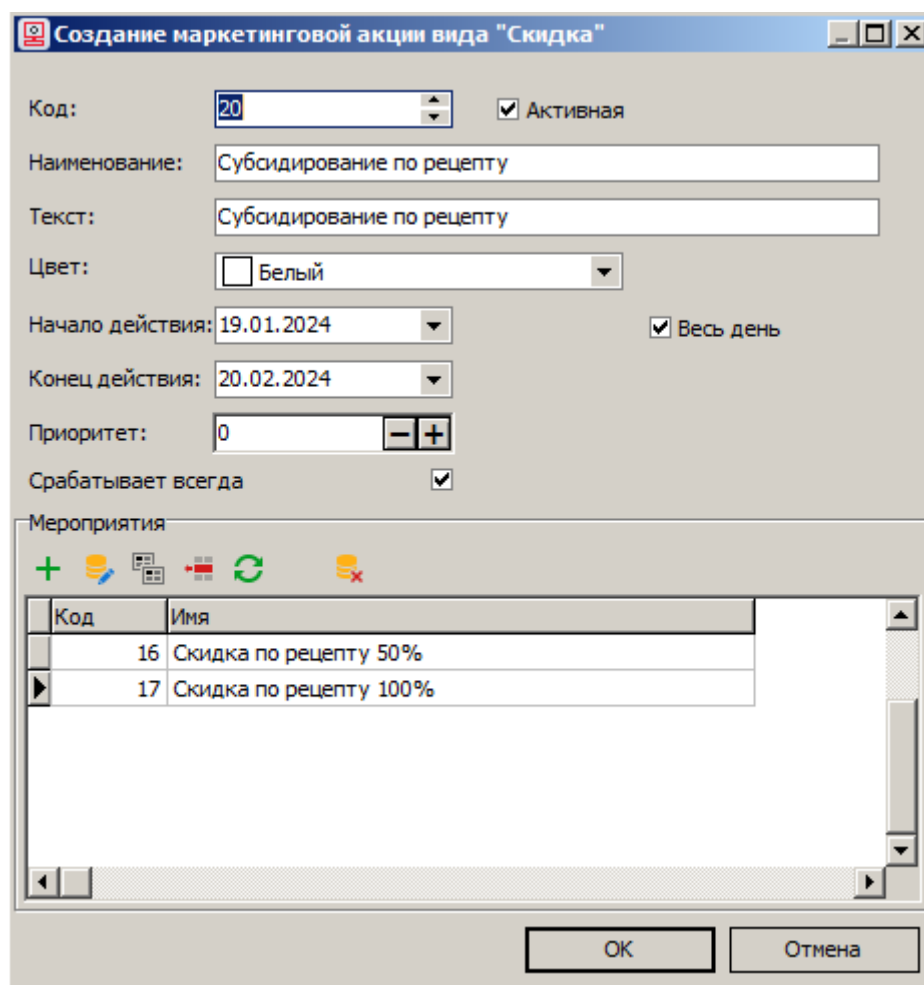 Создание маркетинговой акции вида "Скидка"
Код: 20 Активная
Наименование: Субсидирование по рецепту
Текст: Субсидирование по рецепту
Цвет: Белый
Начало действия: 19.01.2024 Весь день
Конец действия: 20.02.2024
Приоритет: 0
Срабатывает всегда
Мероприятия
Код Имя
16 Скидка по рецепту 50%
17 Скидка по рецепту 100%
OK Отмена